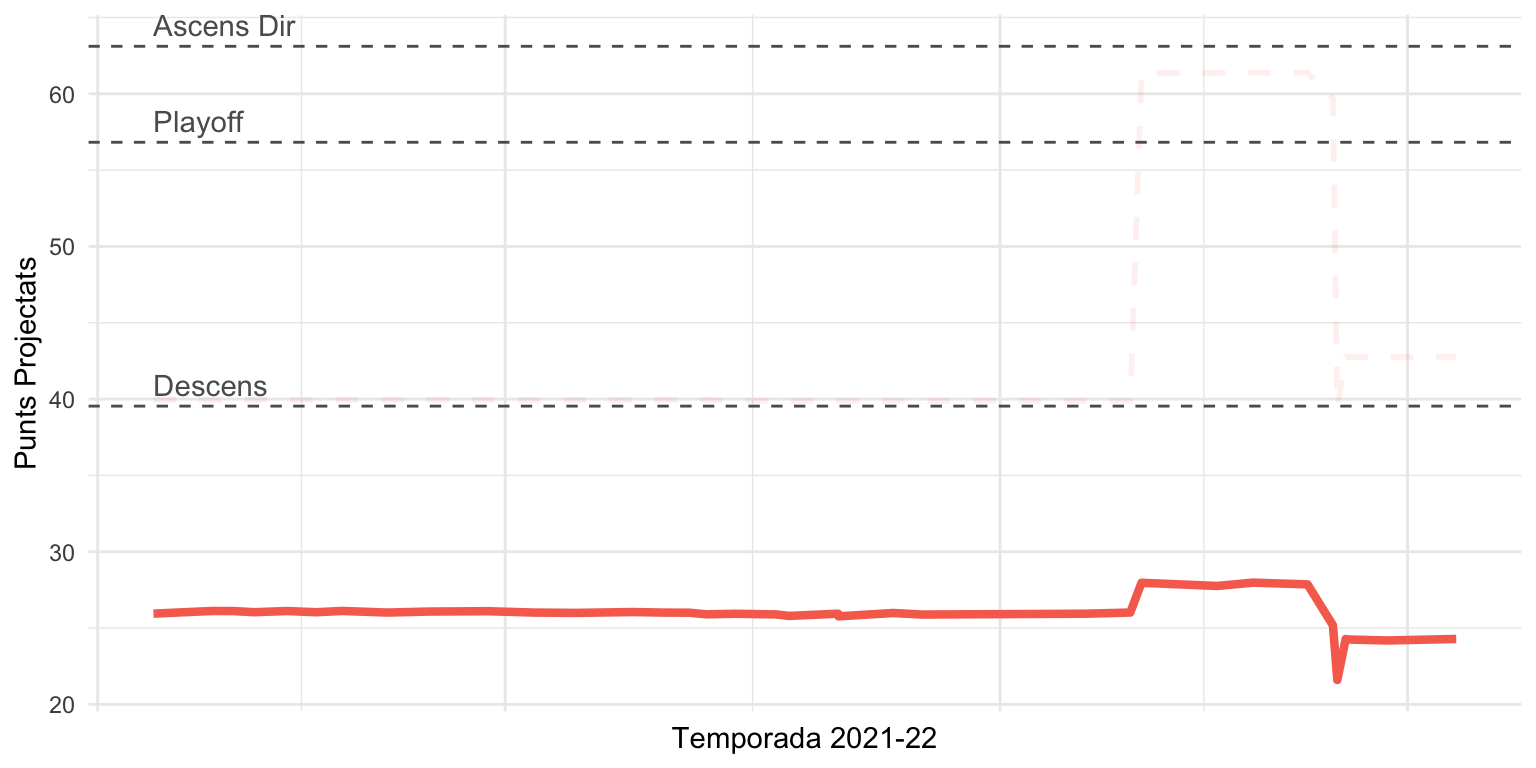 Ascens Dir
60
Playoff
50
Descens
40
30
20
Punts Projectats
Temporada 2021-22